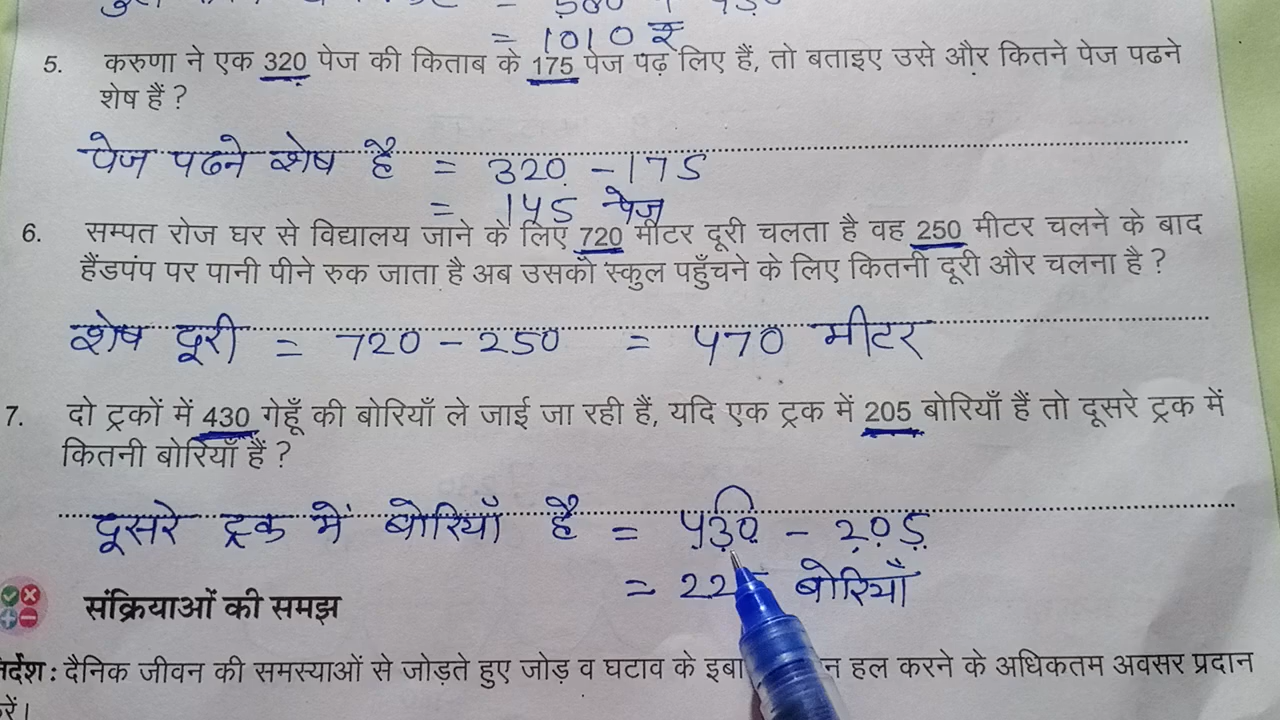 = 1010 ₹
5. करुणा ने एक 320 पेज की किताब के 175 पेज पढ़ लिए हैं, तो बताइए उसे और कितने पेज पढने
शेष हैं ?
पेज पढने शेष है = 320 - 175
= 145 पेज
6. सम्पत रोज घर से विद्यालय जाने के लिए 720 मीटर दूरी चलता है वह 250 मीटर चलने के बाद
हैंडपंप पर पानी पीने रुक जाता है अब उसको स्कुल पहुँचने के लिए कितनी दूरी और चलना है ?
शेष दूरी = 720 - 250 = 470 मीटर
7. दो ट्रकों में 430 गेहूँ की बोरियाँ ले जाई जा रही हैं, यदि एक ट्रक में 205 बोरियाँ हैं तो दूसरे ट्रक में
कितनी बोरियाँ हैं ?
दूसरे ट्रक में बोरियाँ है = 430 - 205
= 225 बोरियाँ
संक्रियाओं की समझ
र्देश : दैनिक जीवन की समस्याओं से जोड़ते हुए जोड़ व घटाव के हल करने के अधिकतम अवसर प्रदान
रें।